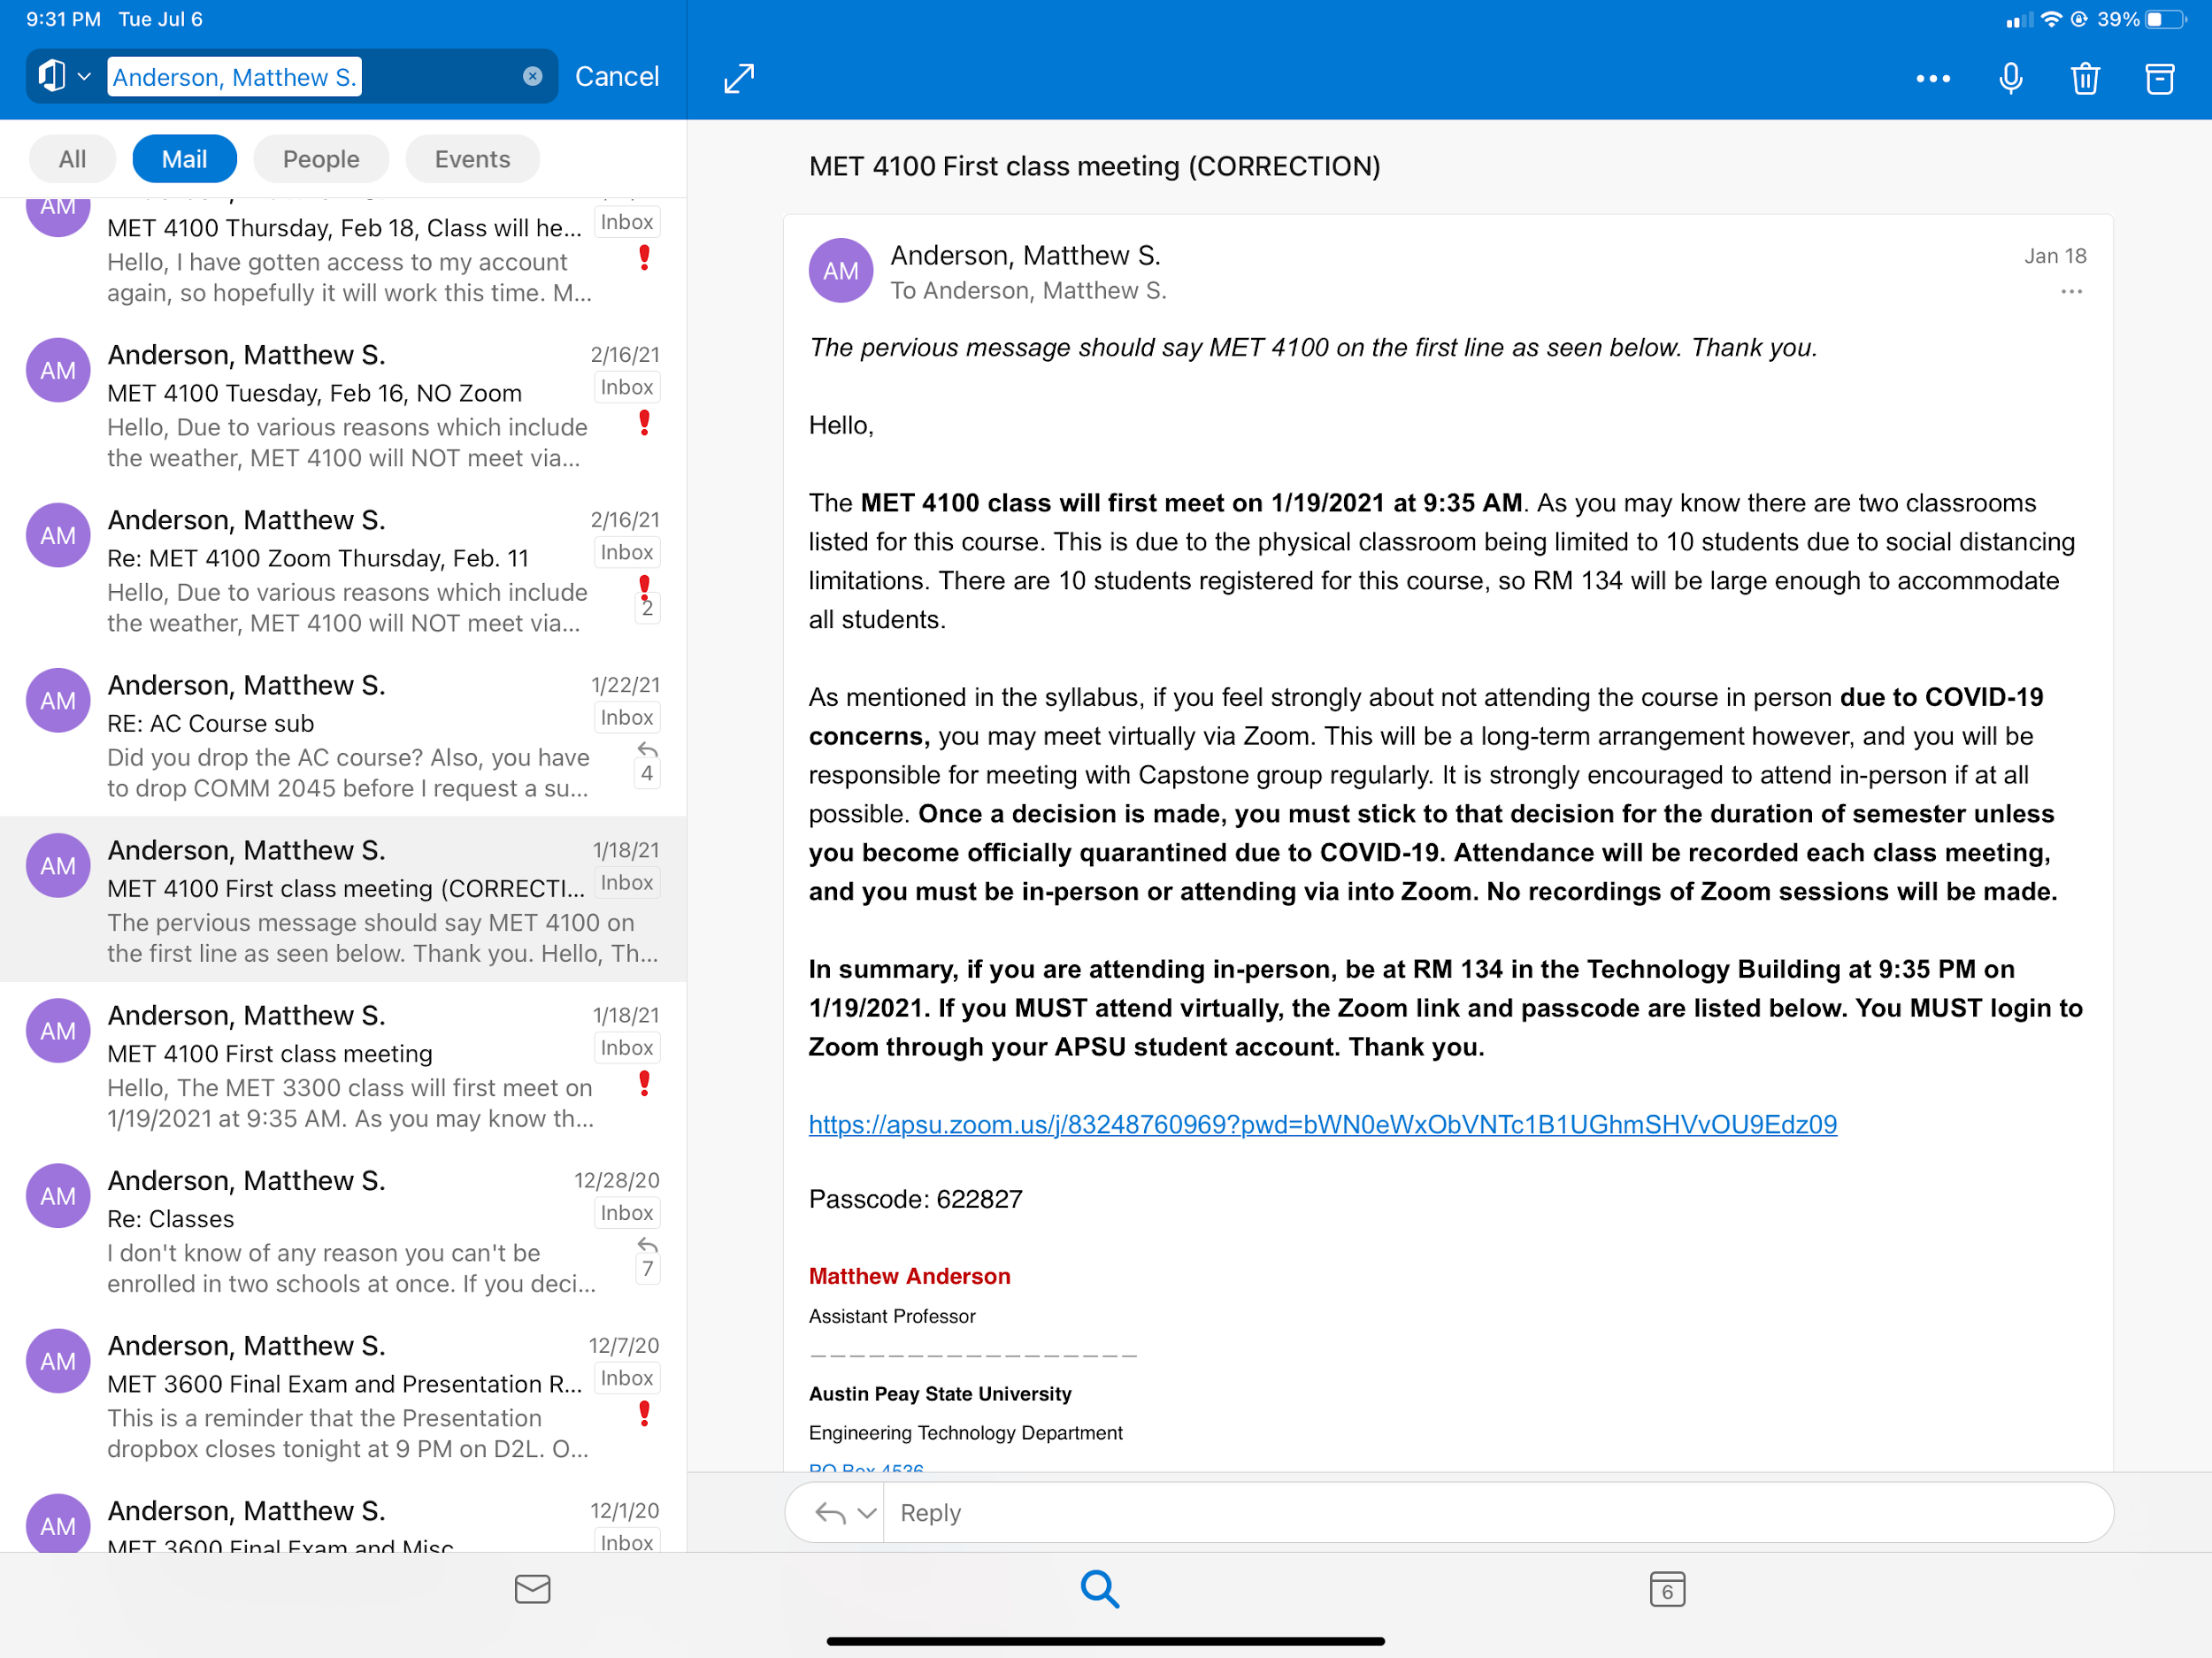 9:31 PM Tue Jul 6
39%
Anderson, Matthew S.
Cancel
All
Mail
People
Events
AM
MET 4100 Thursday, Feb 18, Class will he...
Inbox
Hello, I have gotten access to my account
again, so hopefully it will work this time. M...
AM
Anderson, Matthew S.
2/16/21
MET 4100 Tuesday, Feb 16, NO Zoom
Inbox
Hello, Due to various reasons which include
the weather, MET 4100 will NOT meet via...
AM
Anderson, Matthew S.
2/16/21
Re: MET 4100 Zoom Thursday, Feb. 11
Inbox
Hello, Due to various reasons which include
the weather, MET 4100 will NOT meet via...
2
AM
Anderson, Matthew S.
1/22/21
RE: AC Course sub
Inbox
Did you drop the AC course? Also, you have
to drop COMM 2045 before I request a su...
4
AM
Anderson, Matthew S.
1/18/21
MET 4100 First class meeting (CORRECTI...
Inbox
The pervious message should say MET 4100 on
the first line as seen below. Thank you. Hello, Th...
AM
Anderson, Matthew S.
1/18/21
MET 4100 First class meeting
Inbox
Hello, The MET 3300 class will first meet on
1/19/2021 at 9:35 AM. As you may know th...
AM
Anderson, Matthew S.
12/28/20
Re: Classes
Inbox
I don't know of any reason you can't be
enrolled in two schools at once. If you deci...
7
AM
Anderson, Matthew S.
12/7/20
MET 3600 Final Exam and Presentation R...
Inbox
This is a reminder that the Presentation
dropbox closes tonight at 9 PM on D2L. O...
AM
Anderson, Matthew S.
12/1/20
MET 3600 Final Exam and Misc
Inbox
MET 4100 First class meeting (CORRECTION)
AM
Anderson, Matthew S.
Jan 18
To Anderson, Matthew S.
The pervious message should say MET 4100 on the first line as seen below. Thank you.
Hello,
The MET 4100 class will first meet on 1/19/2021 at 9:35 AM. As you may know there are two classrooms
listed for this course. This is due to the physical classroom being limited to 10 students due to social distancing
limitations. There are 10 students registered for this course, so RM 134 will be large enough to accommodate
all students.
As mentioned in the syllabus, if you feel strongly about not attending the course in person due to COVID-19
concerns, you may meet virtually via Zoom. This will be a long-term arrangement however, and you will be
responsible for meeting with Capstone group regularly. It is strongly encouraged to attend in-person if at all
possible. Once a decision is made, you must stick to that decision for the duration of semester unless
you become officially quarantined due to COVID-19. Attendance will be recorded each class meeting,
and you must be in-person or attending via into Zoom. No recordings of Zoom sessions will be made.
In summary, if you are attending in-person, be at RM 134 in the Technology Building at 9:35 PM on
1/19/2021. If you MUST attend virtually, the Zoom link and passcode are listed below. You MUST login to
Zoom through your APSU student account. Thank you.
https://apsu.zoom.us/j/83248760969?pwd=bWN0eWxObVNTc1B1UGhmSHVvOU9Edz09
Passcode: 622827
Matthew Anderson
Assistant Professor
_ _ _ _ _ _ _ _ _ _ _ _ _ _ _ _ _
Austin Peay State University
Engineering Technology Department
PO Box 4536
Reply
6